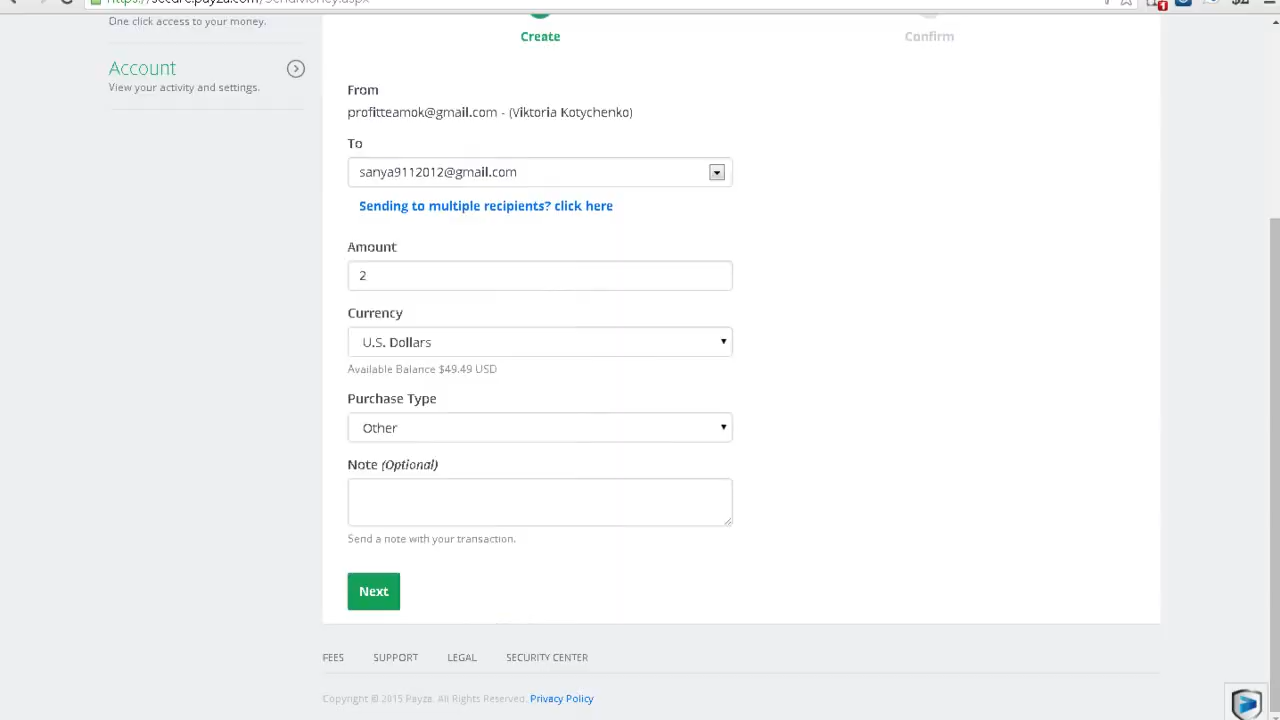 One click access to your money.
Account
View your activity and settings.
Create
Confirm
From
profitteamok@gmail.com - (Viktoria Kotychenko)
To
sanya9112012@gmail.com
Sending to multiple recipients? click here
Amount
2
Currency
U.S. Dollars
Available Balance $49.49 USD
Purchase Type
Other
Note (Optional)
Send a note with your transaction.
Next
FEES SUPPORT LEGAL SECURITY CENTER
Copyright © 2015 Payza. All Rights Reserved. Privacy Policy